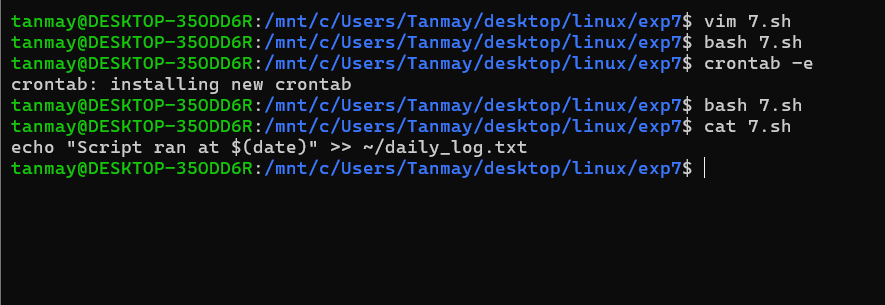 tanmay@DESKTOP-35ODD6R:/mnt/c/Users/Tanmay/desktop/linux/exp7$ vim 7.sh
tanmay@DESKTOP-35ODD6R:/mnt/c/Users/Tanmay/desktop/linux/exp7$ bash 7.sh
tanmay@DESKTOP-35ODD6R:/mnt/c/Users/Tanmay/desktop/linux/exp7$ crontab -e
crontab: installing new crontab
tanmay@DESKTOP-35ODD6R:/mnt/c/Users/Tanmay/desktop/linux/exp7$ bash 7.sh
tanmay@DESKTOP-35ODD6R:/mnt/c/Users/Tanmay/desktop/linux/exp7$ cat 7.sh
echo "Script ran at $(date)" >> ~/daily_log.txt
tanmay@DESKTOP-35ODD6R:/mnt/c/Users/Tanmay/desktop/linux/exp7$